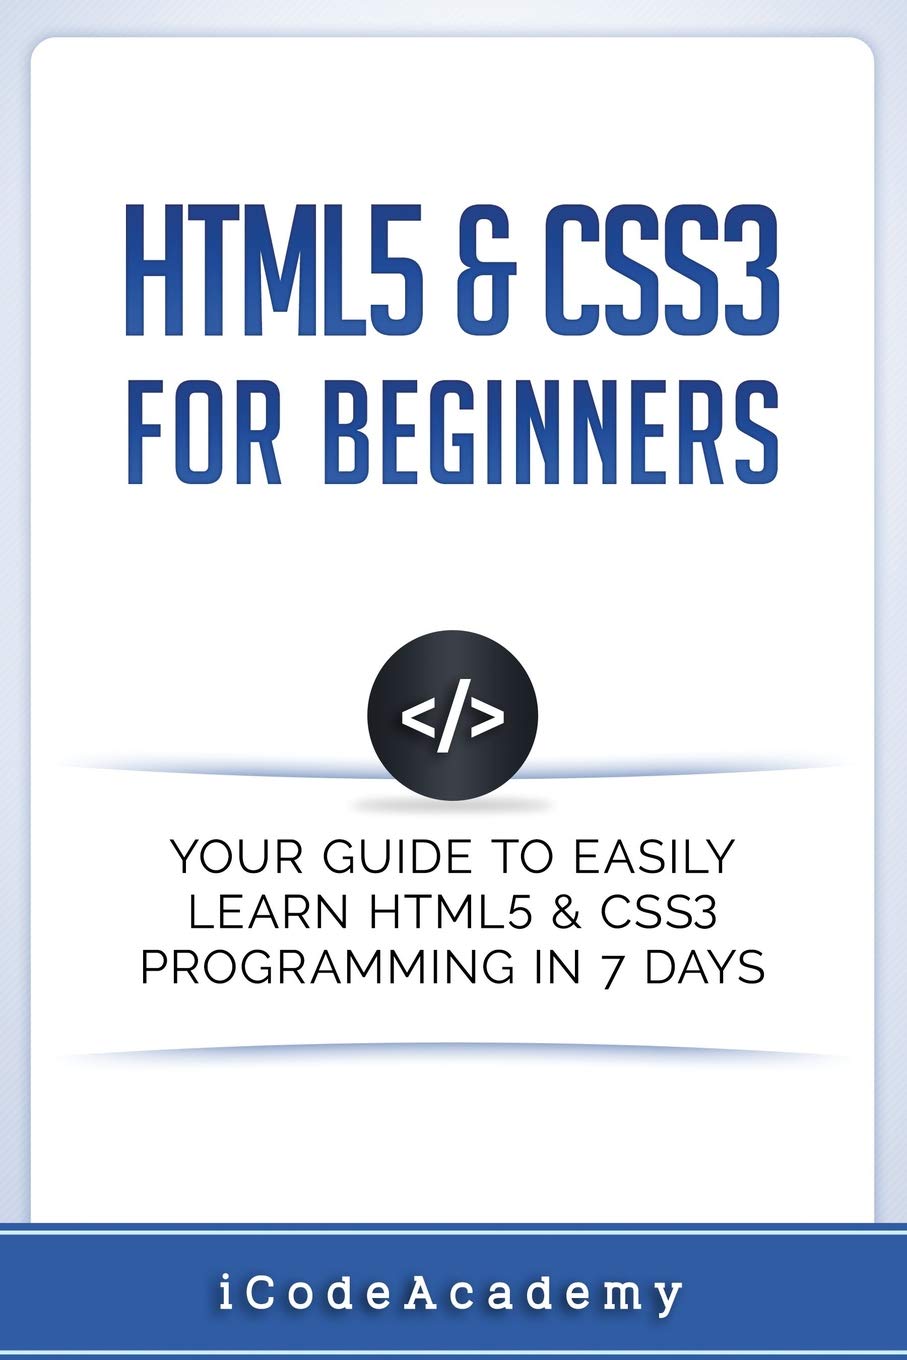 HTML5 & CSS3
FOR BEGINNERS
</>
YOUR GUIDE TO EASILY
LEARN HTML5 & CSS3
PROGRAMMING IN 7 DAYS
iCodeAcademy